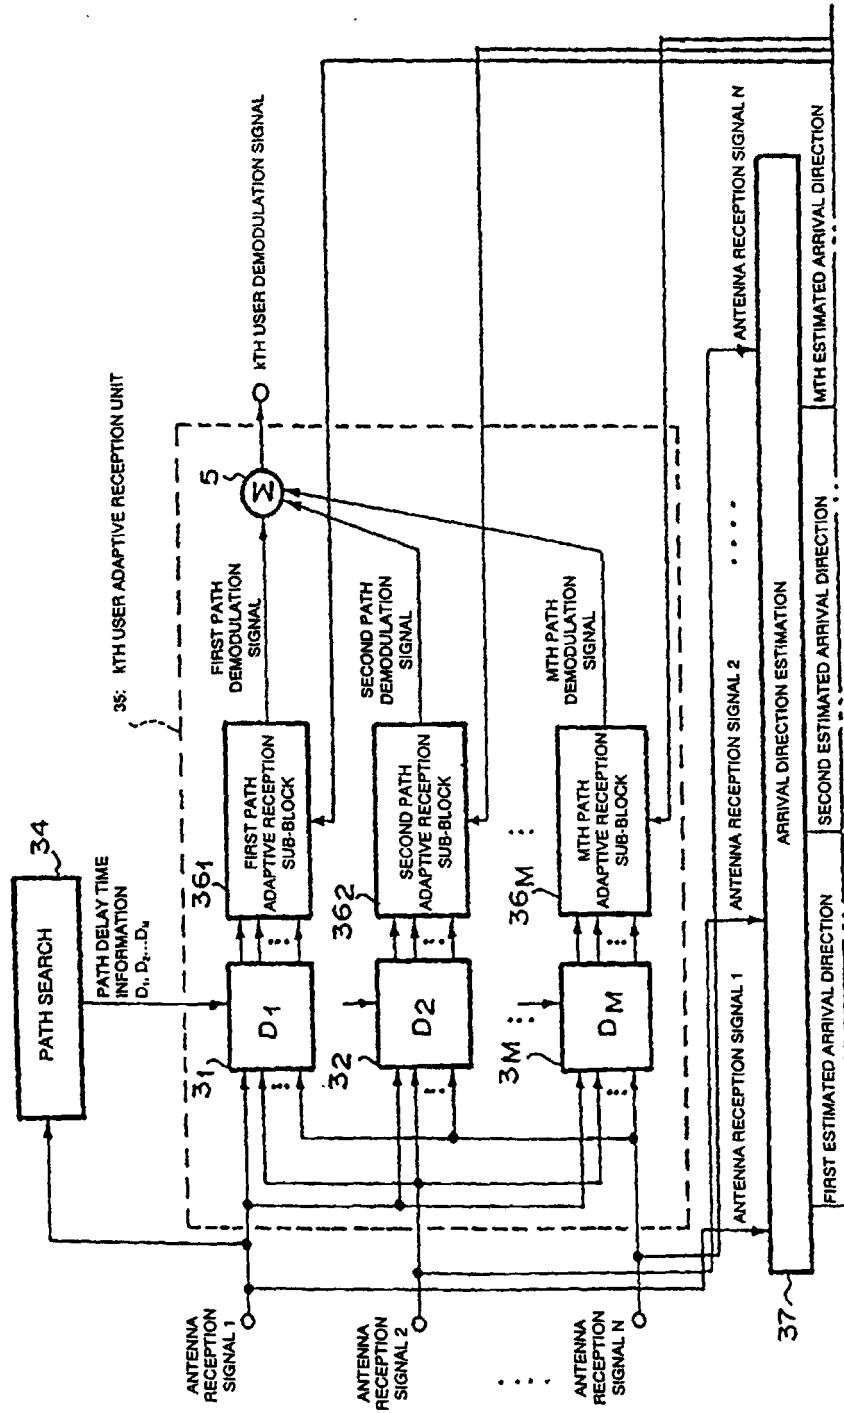 35: KTH USER ADAPTIVE RECEPTION UNIT
PATH SEARCH
34
PATH DELAY TIME
INFORMATION
D1, D2...DM
ANTENNA
RECEPTION
SIGNAL 1
31
D1
361
FIRST PATH
ADAPTIVE RECEPTION
SUB-BLOCK
FIRST PATH
DEMODULATION
SIGNAL
5
Σ
KTH USER DEMODULATION SIGNAL
ANTENNA
RECEPTION
SIGNAL 2
32
D2
362
SECOND PATH
ADAPTIVE RECEPTION
SUB-BLOCK
SECOND PATH
DEMODULATION
SIGNAL
ANTENNA
RECEPTION
SIGNAL N
3M
DM
36M
MTH PATH
ADAPTIVE RECEPTION
SUB-BLOCK
MTH PATH
DEMODULATION
SIGNAL
ANTENNA RECEPTION SIGNAL 1
ANTENNA RECEPTION SIGNAL 2
ANTENNA RECEPTION SIGNAL N
37
ARRIVAL DIRECTION ESTIMATION
FIRST ESTIMATED ARRIVAL DIRECTION
SECOND ESTIMATED ARRIVAL DIRECTION
MTH ESTIMATED ARRIVAL DIRECTION